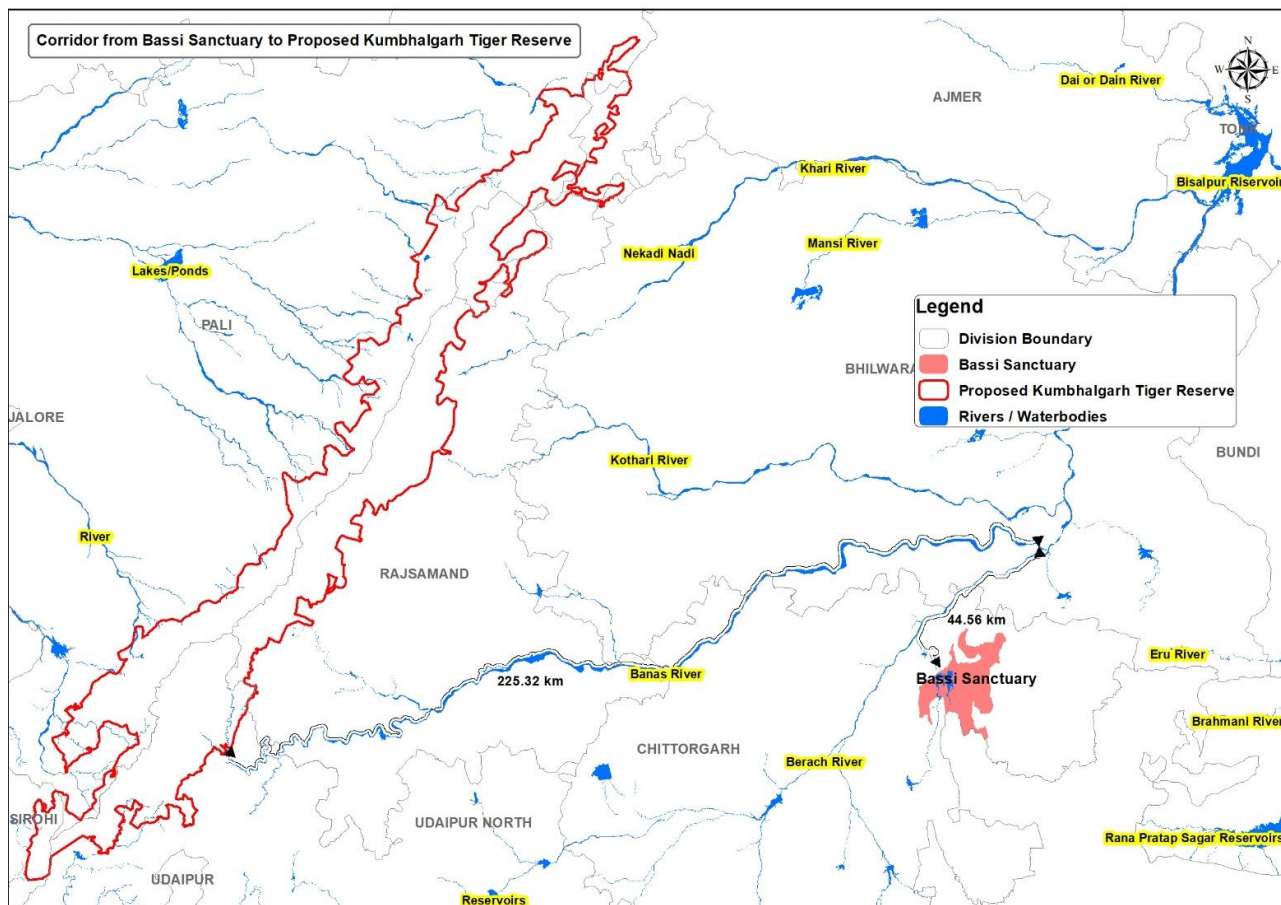 Corridor from Bassi Sanctuary to Proposed Kumbhalgarh Tiger Reserve
N
W E
S
Dai or Dain River
AJMER
TONK
Khari River
Bisalpur Riservoir
Nekadi Nadi
Mansi River
Lakes/Ponds
PALI
Legend
Division Boundary
Bassi Sanctuary
Proposed Kumbhalgarh Tiger Reserve
Rivers / Waterbodies
BHILWARA
JALORE
BUNDI
Kothari River
River
RAJSAMAND
44.56 km
Eru River
Banas River
225.32 km
Bassi Sanctuary
Brahmani River
CHITTORGARH
Berach River
SIROHI
UDAIPUR NORTH
Rana Pratap Sagar Reservoirs
UDAIPUR
Reservoirs